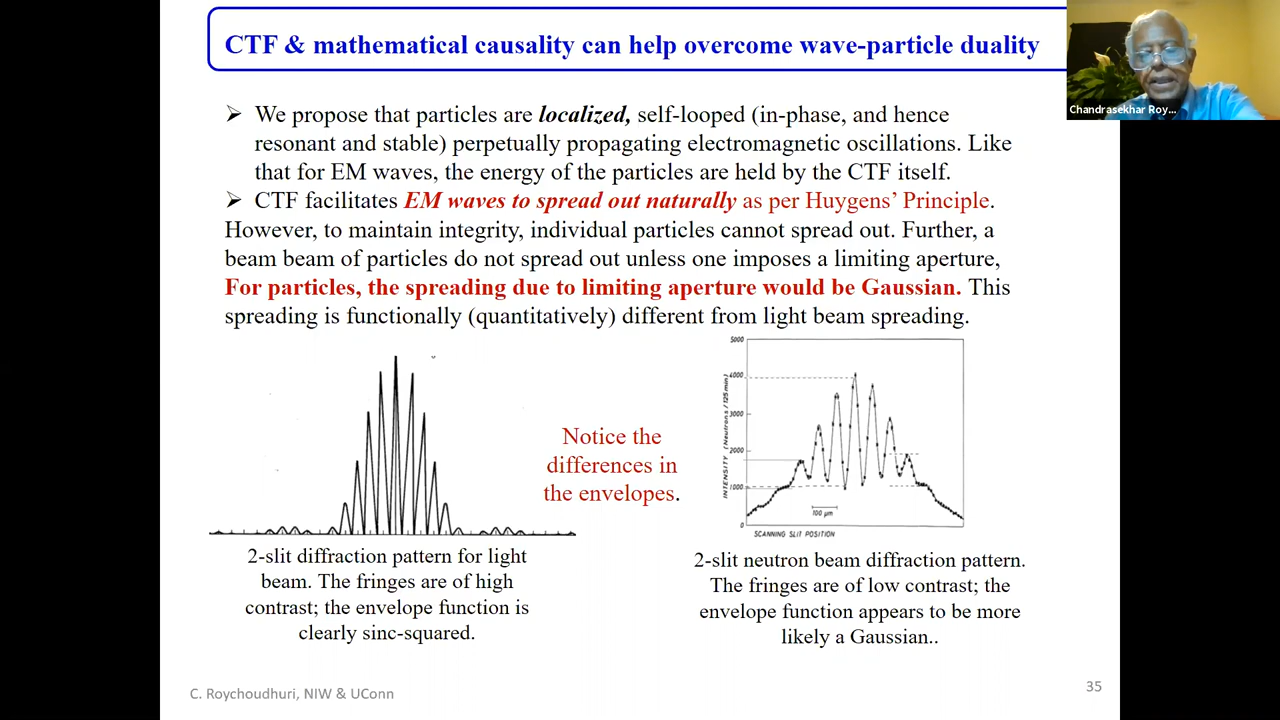 CTF & mathematical causality can help overcome wave-particle duality
Chandrasekhar Roy...
➢ We propose that particles are localized, self-looped (in-phase, and hence
resonant and stable) perpetually propagating electromagnetic oscillations. Like
that for EM waves, the energy of the particles are held by the CTF itself.
➢ CTF facilitates EM waves to spread out naturally as per Huygens’ Principle.
However, to maintain integrity, individual particles cannot spread out. Further, a
beam beam of particles do not spread out unless one imposes a limiting aperture,
For particles, the spreading due to limiting aperture would be Gaussian. This
spreading is functionally (quantitatively) different from light beam spreading.
Notice the
differences in
the envelopes.
5000
4000
3000
2000
1000
0
INTENSITY (Neutrons / 125 min)
100 µm
SCANNING SLIT POSITION
2-slit diffraction pattern for light
beam. The fringes are of high
contrast; the envelope function is
clearly sinc-squared.
2-slit neutron beam diffraction pattern.
The fringes are of low contrast; the
envelope function appears to be more
likely a Gaussian..
C. Roychoudhuri, NIW & UConn
35